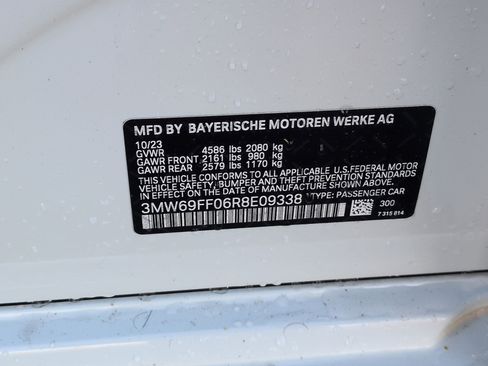 MFD BY BAYERISCHE MOTOREN WERKE AG
10/23
GVWR 4586 lbs 2080 kg
GAWR FRONT 2161 lbs 980 kg
GAWR REAR 2579 lbs 1170 kg
THIS VEHICLE CONFORMS TO ALL APPLICABLE U.S.FEDERAL MOTOR
VEHICLE SAFETY, BUMPER AND THEFT PREVENTION STANDARDS
IN EFFECT ON THE DATE OF MANUFACTURE SHOWN ABOVE.
3MW69FF06R8E09338 TYPE: PASSENGER CAR
300
7 315 814